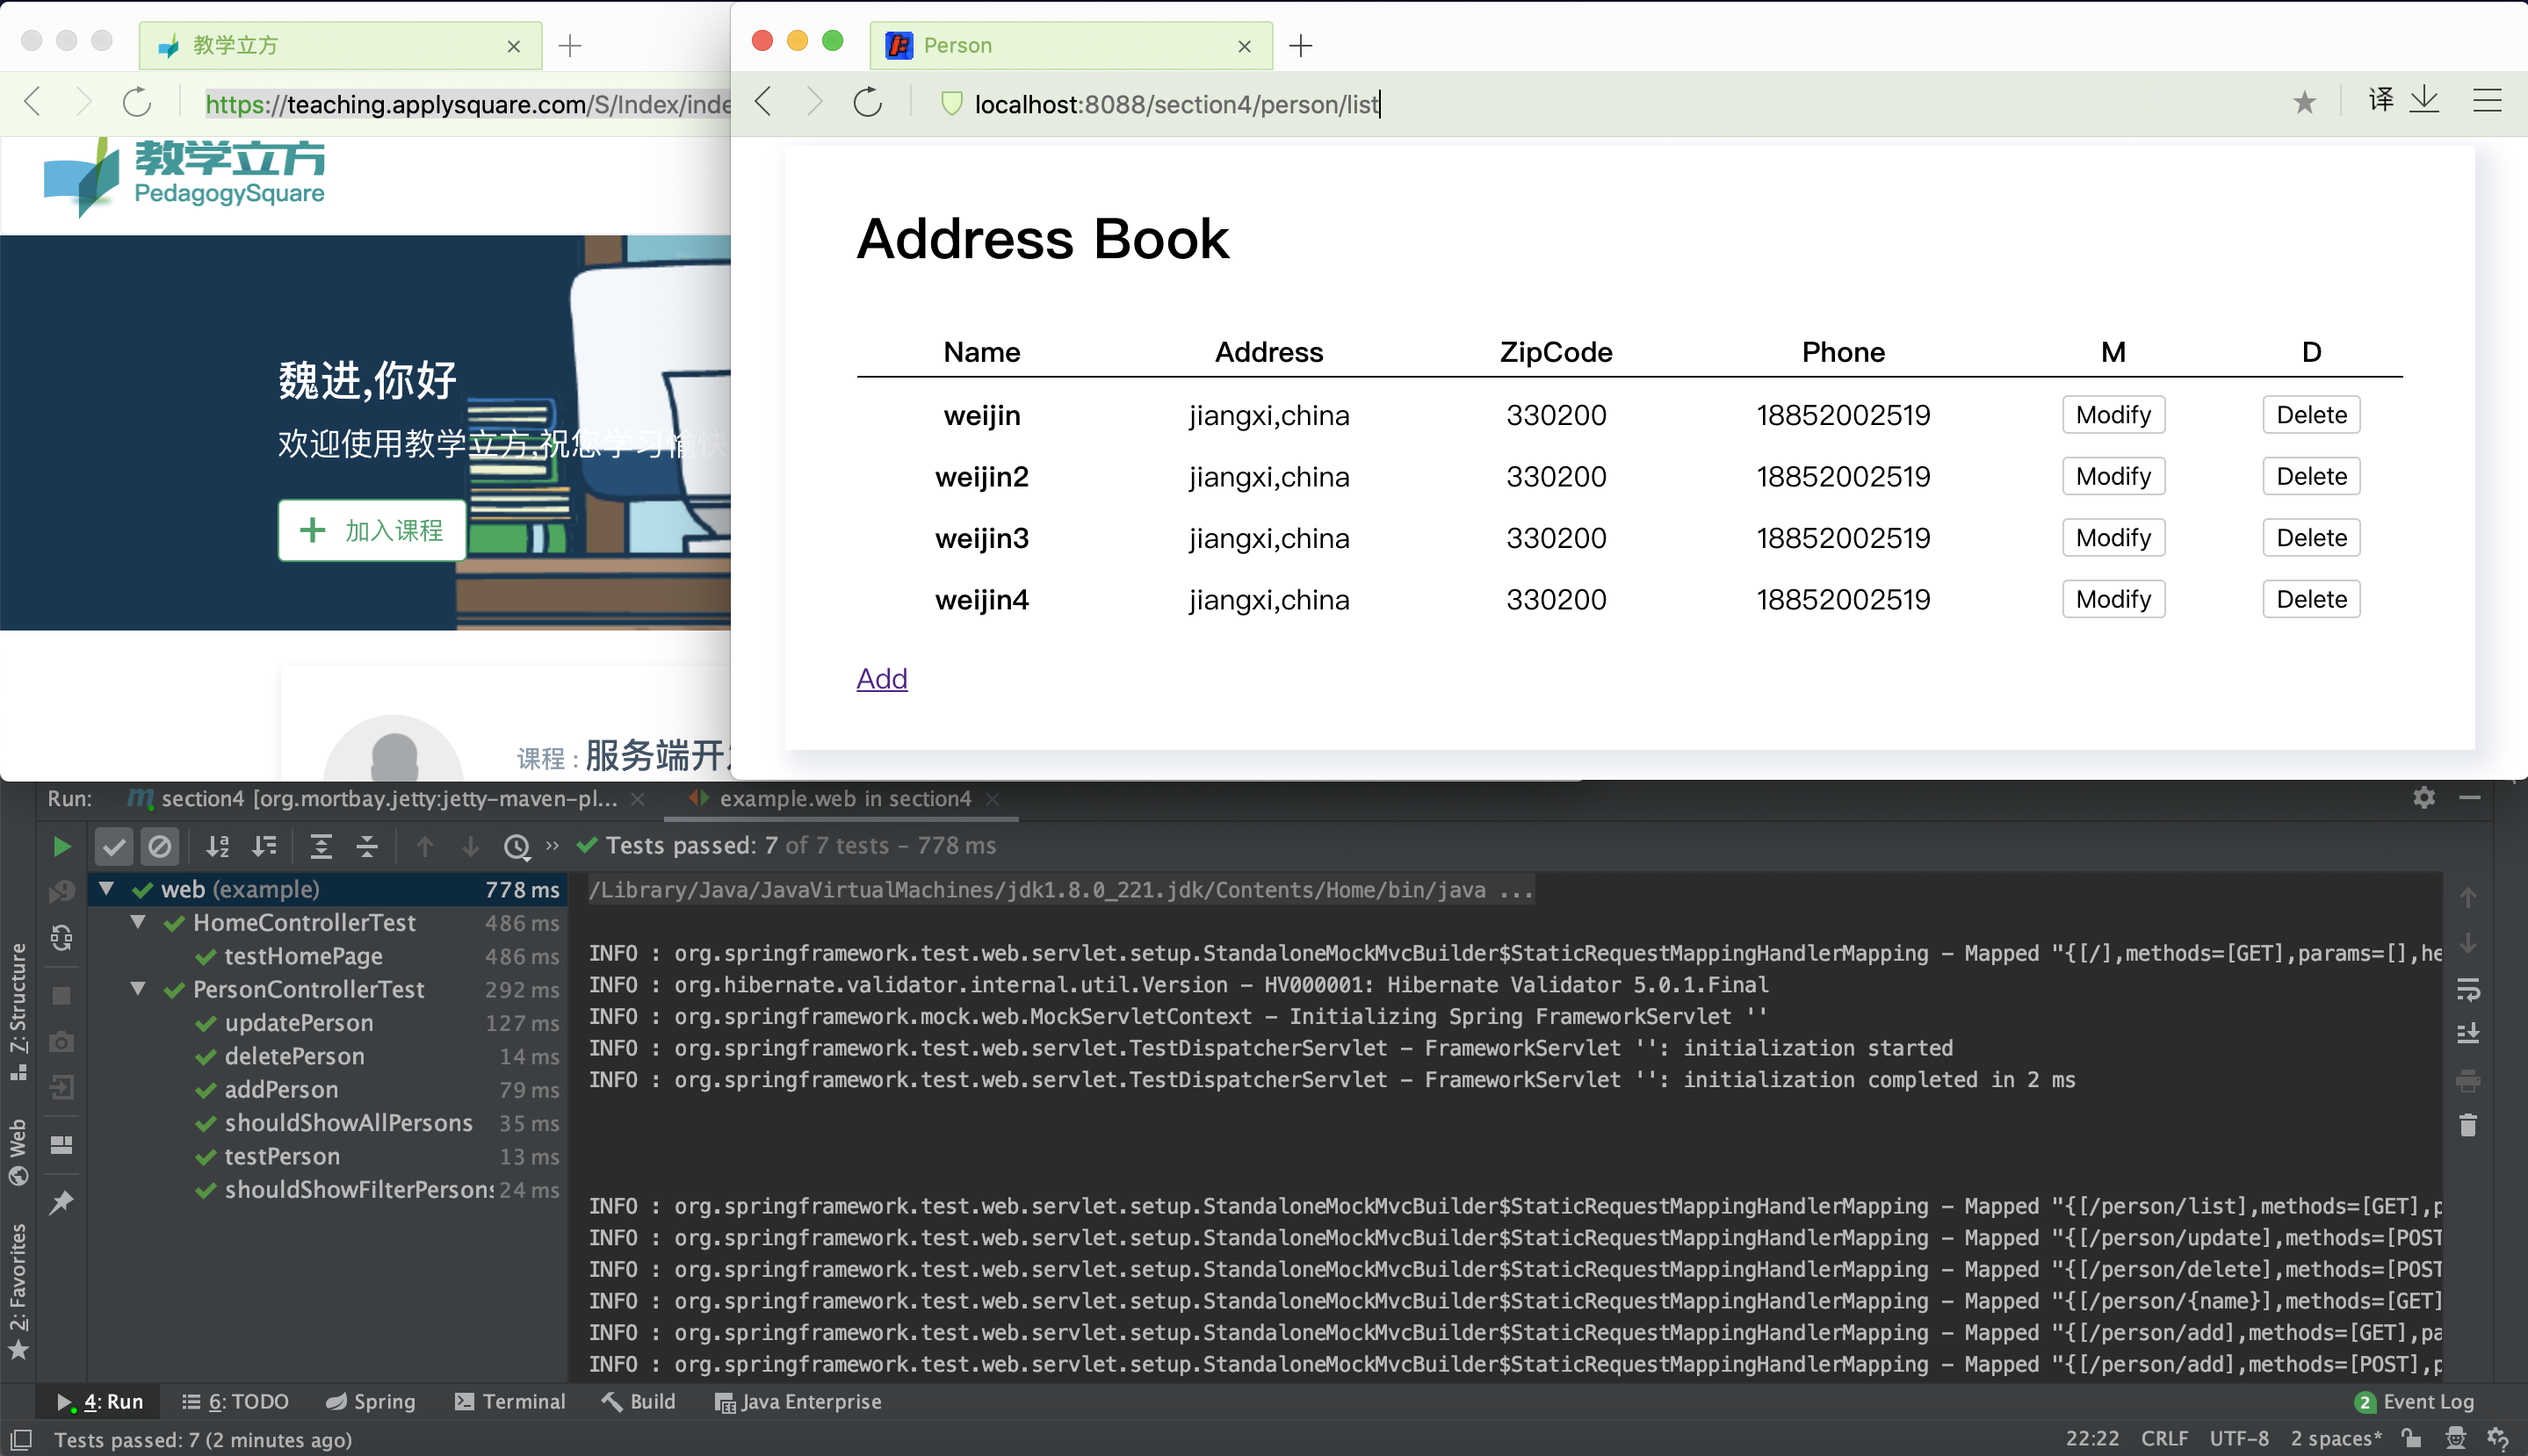 教学立方
https://teaching.applysquare.com/S/Index/inde
教学立方
PedagogySquare
魏进,你好
欢迎使用教学立方,祝您学习愉快
加入课程
课程 : 服务端开
Person
localhost:8088/section4/person/list
译
Address Book
Name Address ZipCode Phone M D
weijin jiangxi,china 330200 18852002519 Modify Delete
weijin2 jiangxi,china 330200 18852002519 Modify Delete
weijin3 jiangxi,china 330200 18852002519 Modify Delete
weijin4 jiangxi,china 330200 18852002519 Modify Delete
Add
Run: section4 [org.mortbay.jetty:jetty-maven-pl... example.web in section4
Tests passed: 7 of 7 tests – 778 ms
web (example) 778 ms
HomeControllerTest 486 ms
testHomePage 486 ms
PersonControllerTest 292 ms
updatePerson 127 ms
deletePerson 14 ms
addPerson 79 ms
shouldShowAllPersons 35 ms
testPerson 13 ms
shouldShowFilterPersons 24 ms
/Library/Java/JavaVirtualMachines/jdk1.8.0_221.jdk/Contents/Home/bin/java ...
INFO : org.springframework.test.web.servlet.setup.StandaloneMockMvcBuilder$StaticRequestMappingHandlerMapping - Mapped "{[/],methods=[GET],params=[],he
INFO : org.hibernate.validator.internal.util.Version - HV000001: Hibernate Validator 5.0.1.Final
INFO : org.springframework.mock.web.MockServletContext - Initializing Spring FrameworkServlet ''
INFO : org.springframework.test.web.servlet.TestDispatcherServlet - FrameworkServlet '': initialization started
INFO : org.springframework.test.web.servlet.TestDispatcherServlet - FrameworkServlet '': initialization completed in 2 ms
INFO : org.springframework.test.web.servlet.setup.StandaloneMockMvcBuilder$StaticRequestMappingHandlerMapping - Mapped "{[/person/list],methods=[GET],p
INFO : org.springframework.test.web.servlet.setup.StandaloneMockMvcBuilder$StaticRequestMappingHandlerMapping - Mapped "{[/person/update],methods=[POST
INFO : org.springframework.test.web.servlet.setup.StandaloneMockMvcBuilder$StaticRequestMappingHandlerMapping - Mapped "{[/person/delete],methods=[POST
INFO : org.springframework.test.web.servlet.setup.StandaloneMockMvcBuilder$StaticRequestMappingHandlerMapping - Mapped "{[/person/{name}],methods=[GET]
INFO : org.springframework.test.web.servlet.setup.StandaloneMockMvcBuilder$StaticRequestMappingHandlerMapping - Mapped "{[/person/add],methods=[GET],pa
INFO : org.springframework.test.web.servlet.setup.StandaloneMockMvcBuilder$StaticRequestMappingHandlerMapping - Mapped "{[/person/add],methods=[POST],p
Z: Structure
Web
2: Favorites
4: Run 6: TODO Spring Terminal Build Java Enterprise 2 Event Log
Tests passed: 7 (2 minutes ago) 22:22 CRLF UTF-8 2 spaces*